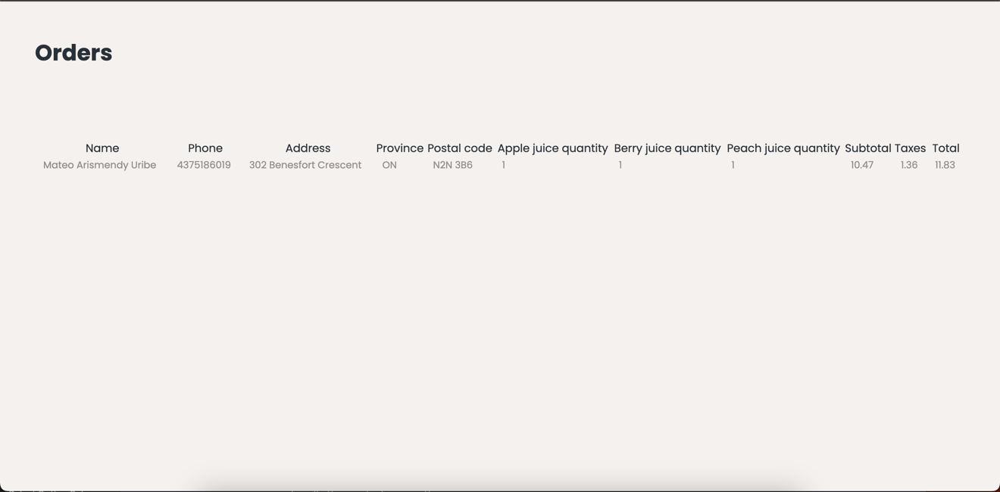 Orders
Name Phone Address Province Postal code Apple juice quantity Berry juice quantity Peach juice quantity Subtotal Taxes Total
Mateo Arismendy Uribe 4375186019 302 Benesfort Crescent ON N2N 3B6 1 1 1 10.47 1.36 11.83